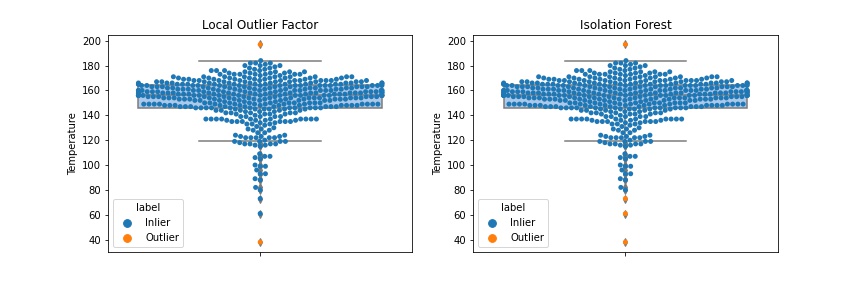 Local Outlier Factor
Temperature
200
180
160
140
120
100
80
60
40
label
Inlier
Outlier
Isolation Forest
Temperature
200
180
160
140
120
100
80
60
40
label
Inlier
Outlier